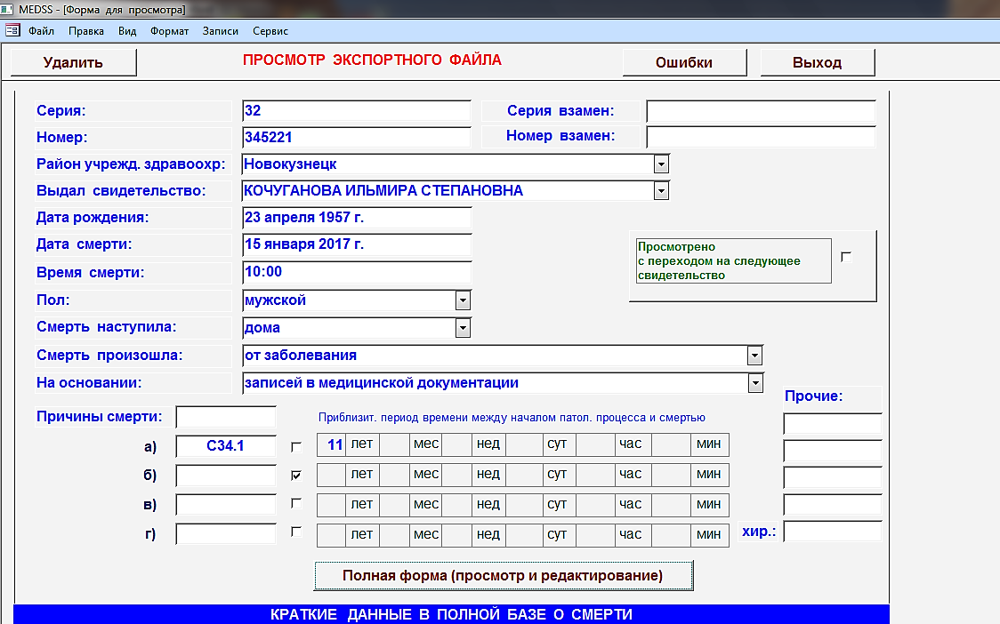 MEDSS - [Форма для просмотра]
Файл Правка Вид Формат Записи Сервис
Удалить ПРОСМОТР ЭКСПОРТНОГО ФАЙЛА Ошибки Выход
Серия: 32 Серия взамен:
Номер: 345221 Номер взамен:
Район учрежд. здравоохр: Новокузнецк
Выдал свидетельство: КОЧУГАНОВА ИЛЬМИРА СТЕПАНОВНА
Дата рождения: 23 апреля 1957 г.
Дата смерти: 15 января 2017 г.
Просмотрено
с переходом на следующее
свидетельство
Время смерти: 10:00
Пол: мужской
Смерть наступила: дома
Смерть произошла: от заболевания
На основании: записей в медицинской документации
Прочие:
Причины смерти: Приблизит. период времени между началом патол. процесса и смертью
а) C34.1 11 лет мес нед сут час мин
б) лет мес нед сут час мин
в) лет мес нед сут час мин
г) лет мес нед сут час мин хир.:
Полная форма (просмотр и редактирование)
КРАТКИЕ ДАННЫЕ В ПОЛНОЙ БАЗЕ О СМЕРТИ